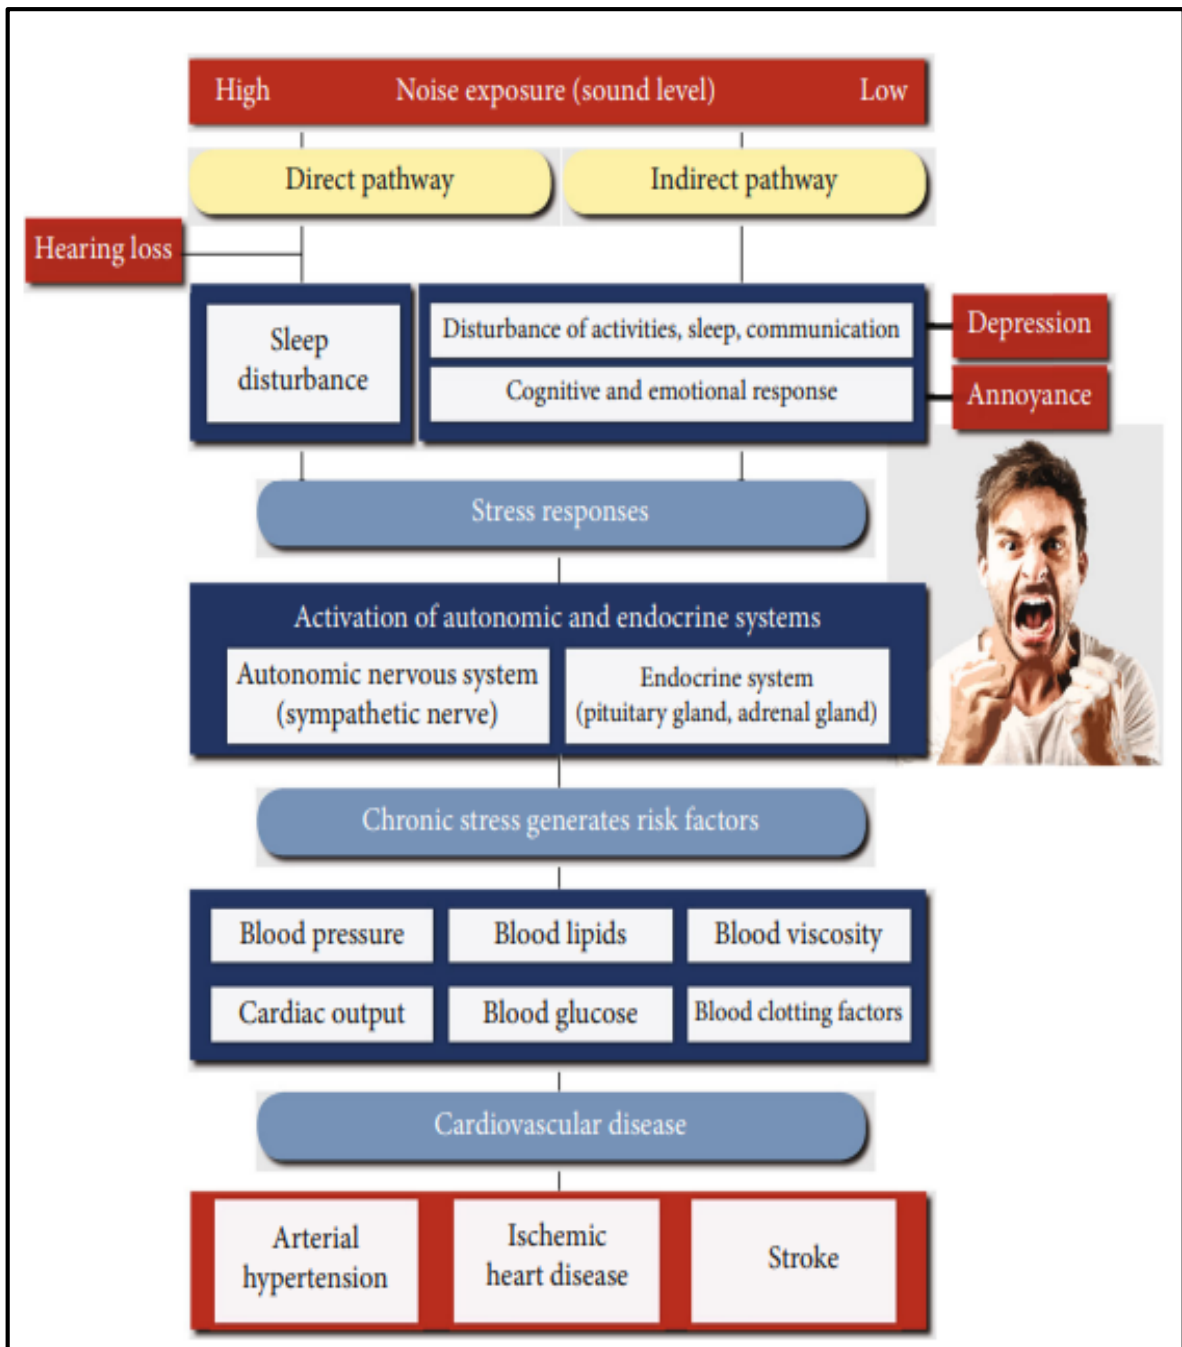 High Noise exposure (sound level) Low
Direct pathway
Indirect pathway
Hearing loss
Sleep
disturbance
Disturbance of activities, sleep, communication
Cognitive and emotional response
Depression
Annoyance
Stress responses
Activation of autonomic and endocrine systems
Autonomic nervous system
(sympathetic nerve)
Endocrine system
(pituitary gland, adrenal gland)
Chronic stress generates risk factors
Blood pressure
Blood lipids
Blood viscosity
Cardiac output
Blood glucose
Blood clotting factors
Cardiovascular disease
Arterial
hypertension
Ischemic
heart disease
Stroke